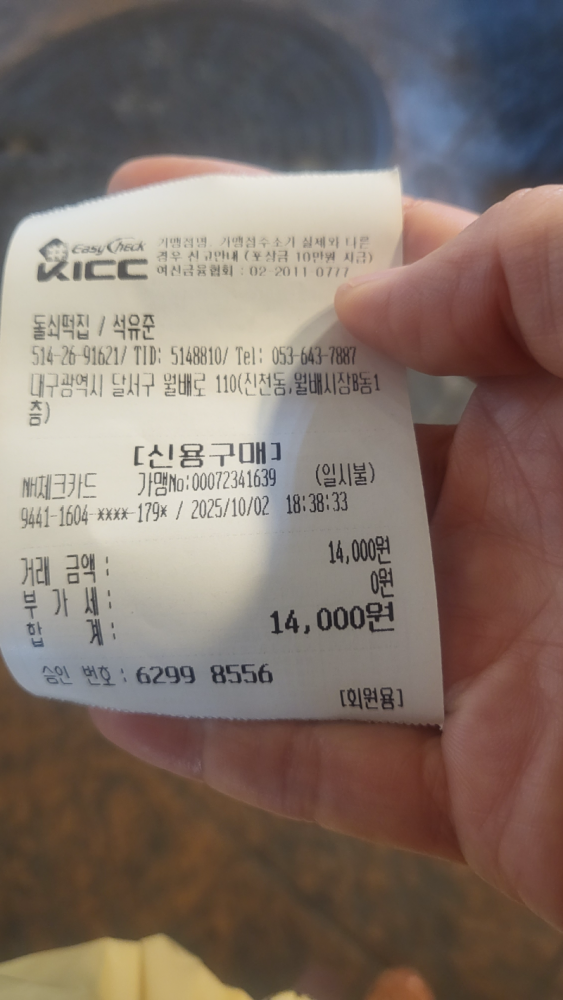 EasyCheck
KICC
가맹점명, 가맹점주소가 실제와 다른
경우 신고안내 (포상금 10만원 지급)
여신금융협회 : 02-2011-0777
돌쇠떡집 / 석유준
514-26-91621/ TID: 5148810/ Tel: 053-643-7887
대구광역시 달서구 월배로 110(진천동,월배시장B동1
층)
[신용구매]
NH체크카드 가맹No:00072341639 (일시불)
9441-1604-****-179* / 2025/10/02 18:38:33
거래 금액 : 14,000원
부 가 세 : 0원
합 계 : 14,000원
승인 번호 : 6299 8556
[회원용]